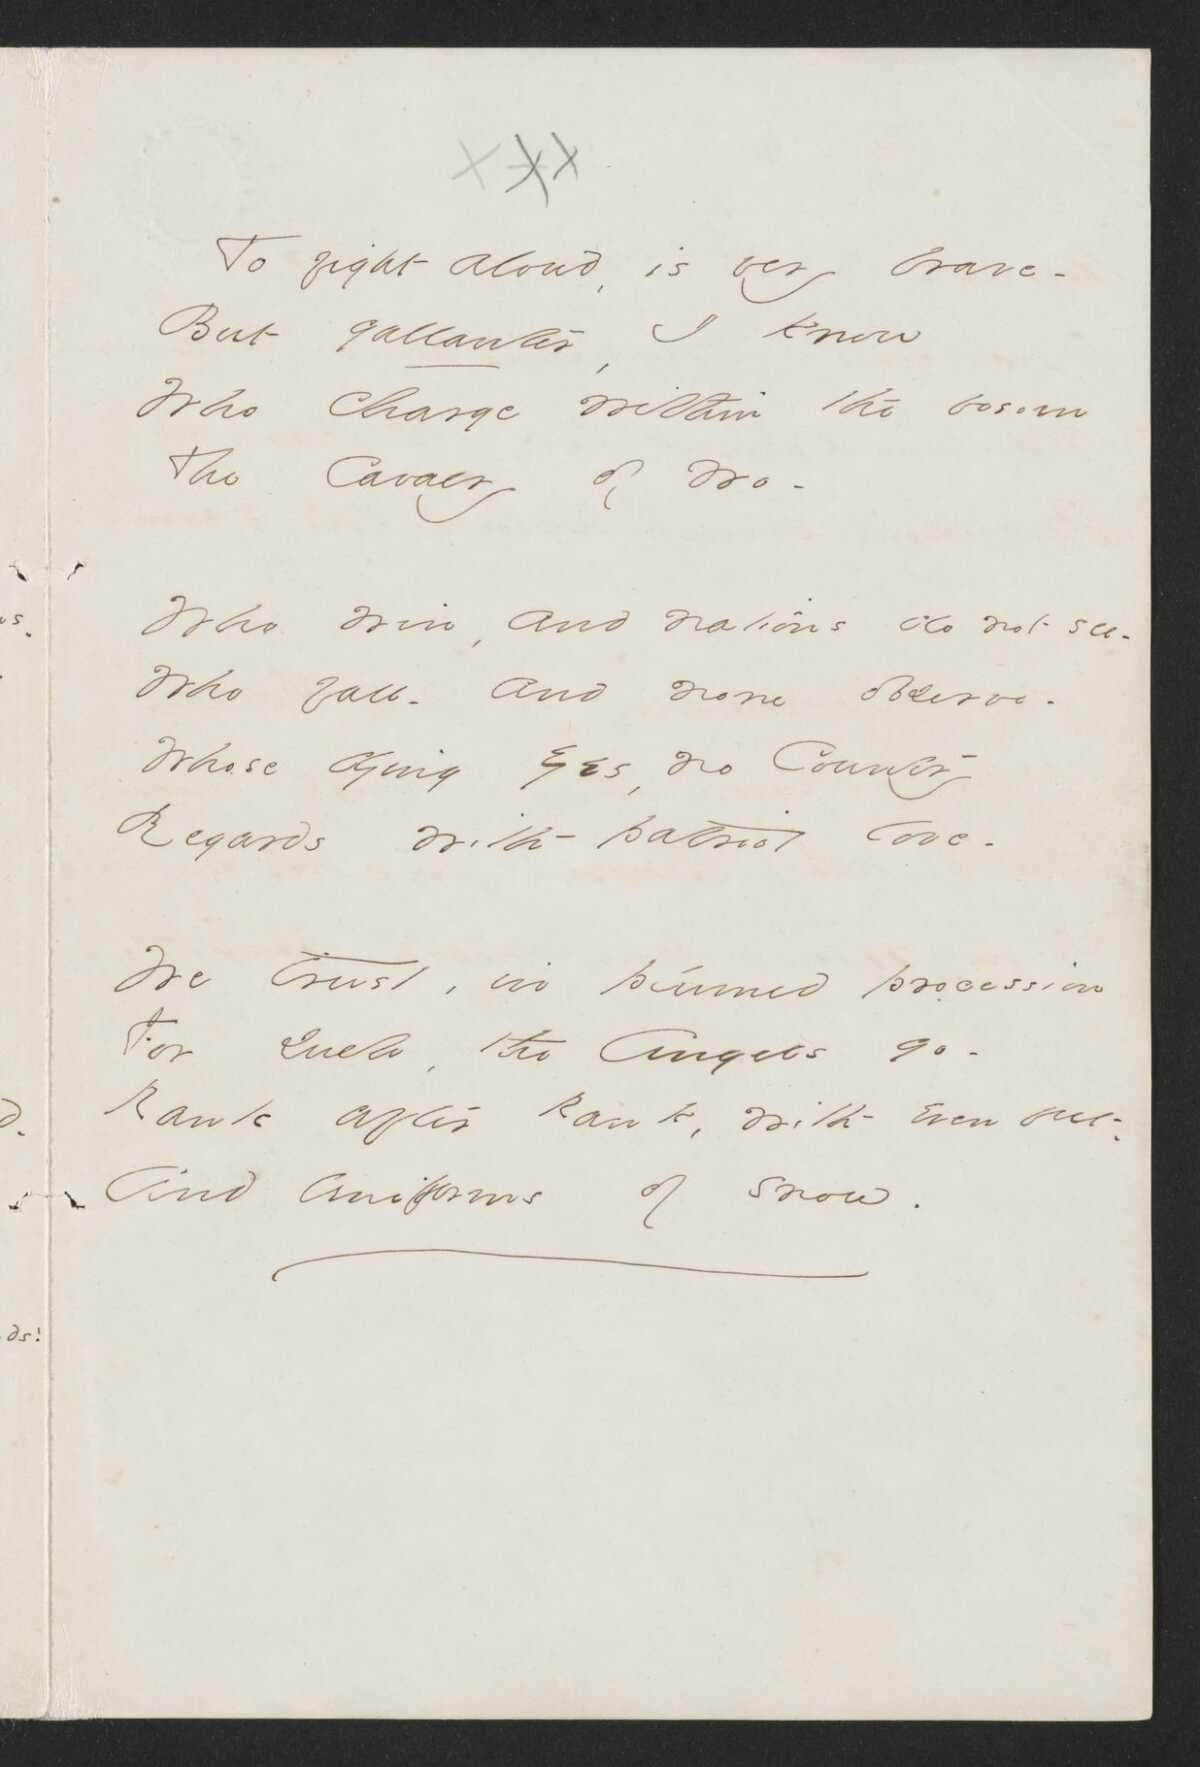 To fight aloud, is very brave -
But gallanter, I know
Who charge within the bosom
The Cavalry of Wo -
Who win, and nations do not see -
Who fall - and none observe -
Whose dying eyes, no Country
Regards with patriot love -
We trust, in plumed procession
For such, the Angels go -
Rank after Rank, with even feet -
And Uniforms of snow.